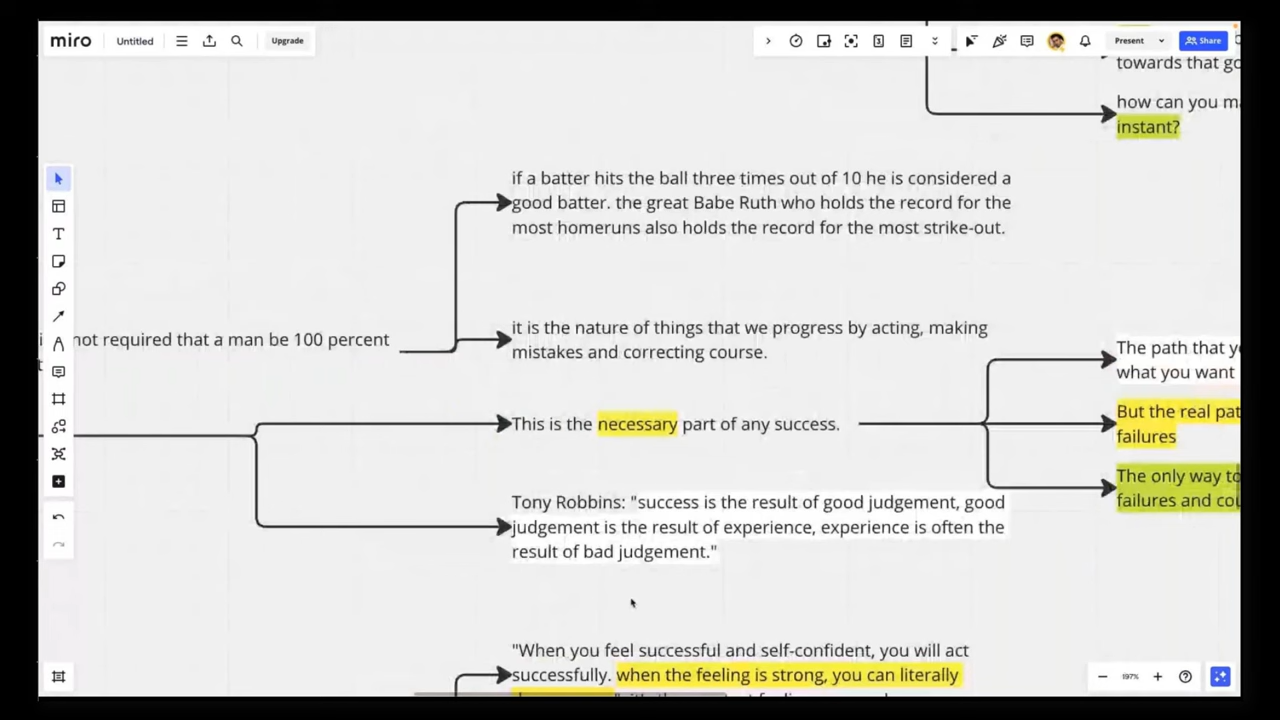 miro
Untitled
Upgrade
Present
Share
towards that
how can you
instant?
if a batter hits the ball three times out of 10 he is considered a
good batter. the great Babe Ruth who holds the record for the
most homeruns also holds the record for the most strike-out.
not required that a man be 100 percent
it is the nature of things that we progress by acting, making
mistakes and correcting course.
The path that
what you want
This is the necessary part of any success.
But the real
failures
The only way
failures and
Tony Robbins: "success is the result of good judgement, good
judgement is the result of experience, experience is often the
result of bad judgement."
"When you feel successful and self-confident, you will act
successfully. when the feeling is strong, you can literally
197%